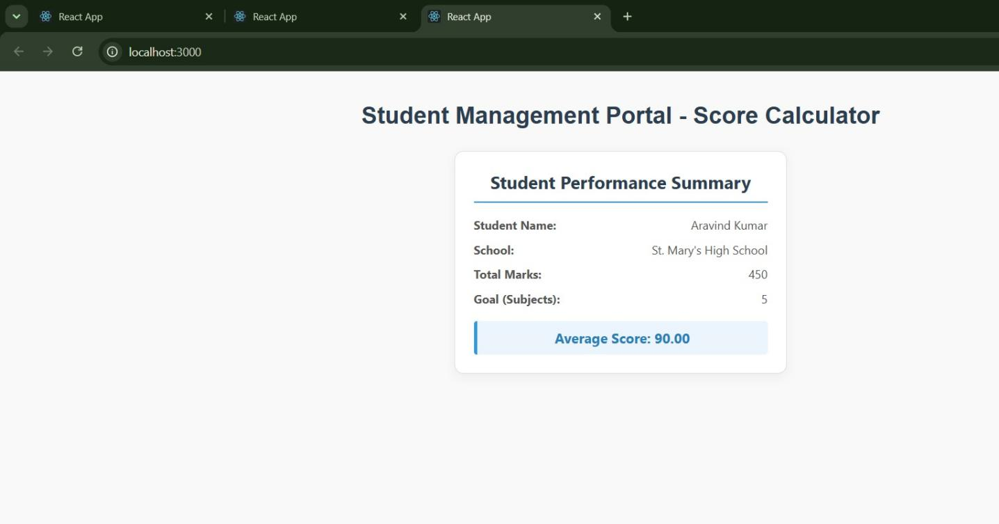 React App
React App
React App
localhost:3000
Student Management Portal - Score Calculator
Student Performance Summary
Student Name: Aravind Kumar
School: St. Mary's High School
Total Marks: 450
Goal (Subjects): 5
Average Score: 90.00